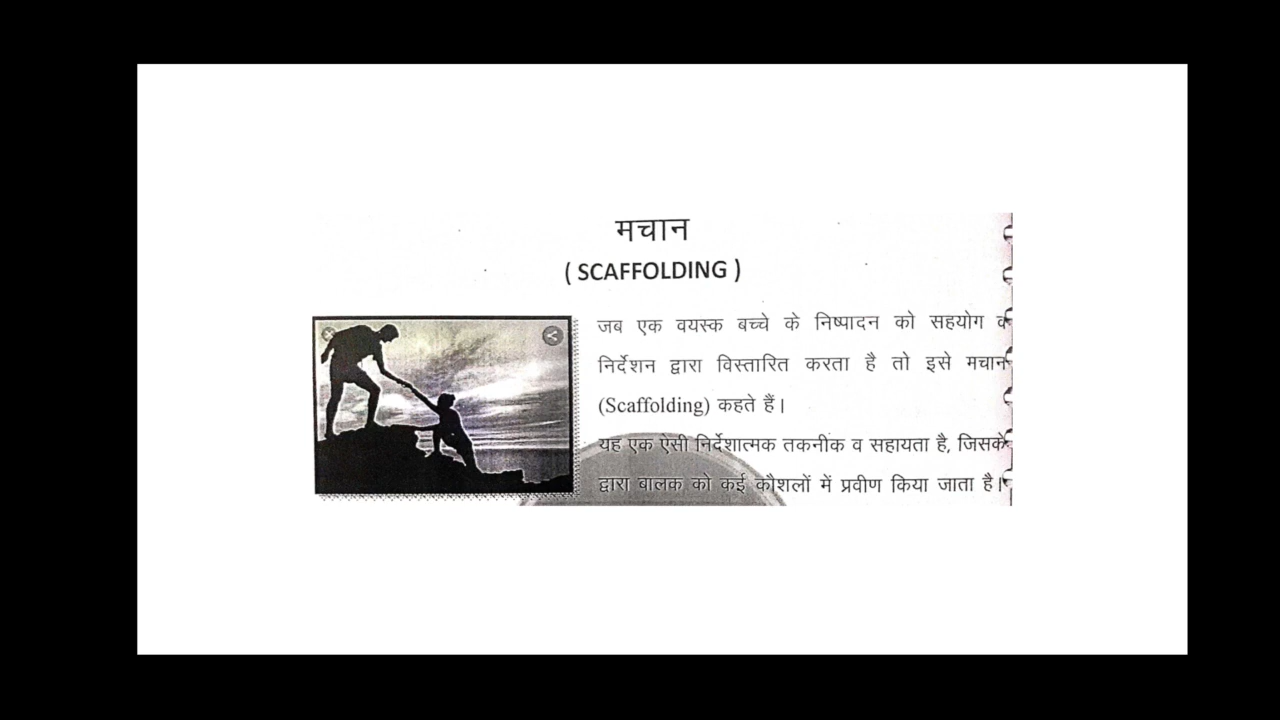 मचान
( SCAFFOLDING )
जब एक वयस्क बच्चे के निष्पादन को सहयोग व
निर्देशन द्वारा विस्तारित करता है तो इसे मचान
(Scaffolding) कहते हैं।
यह एक ऐसी निर्देशात्मक तकनीक व सहायता है, जिसके
द्वारा बालक को कई कौशलों में प्रवीण किया जाता है।